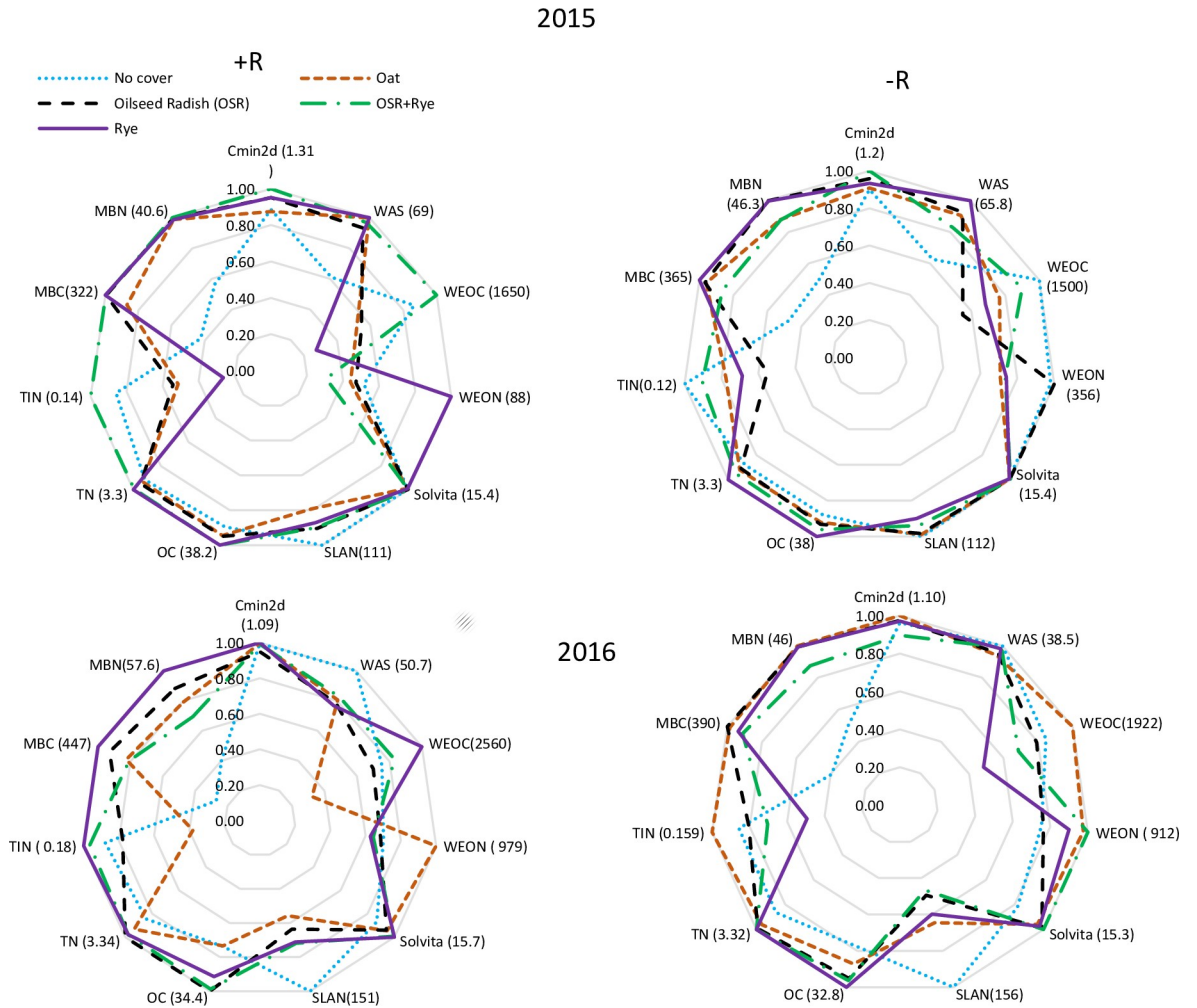 2015
+R
-R
No cover
Oat
Oilseed Radish (OSR)
OSR+Rye
Rye
Cmin2d (1.31
)
WAS (69)
WEOC (1650)
WEON (88)
Solvita (15.4)
SLAN(111)
OC (38.2)
TN (3.3)
TIN (0.14)
MBC(322)
MBN (40.6)
1.00
0.80
0.60
0.40
0.20
0.00
Cmin2d
(1.2)
WAS
(65.8)
WEOC
(1500)
WEON
(356)
Solvita
(15.4)
SLAN (112)
OC (38)
TN (3.3)
TIN(0.12)
MBC (365)
MBN
(46.3)
1.00
0.80
0.60
0.40
0.20
0.00
2016
Cmin2d
(1.09)
WAS (50.7)
WEOC(2560)
WEON ( 979)
Solvita (15.7)
SLAN(151)
OC (34.4)
TN (3.34)
TIN ( 0.18)
MBC (447)
MBN(57.6)
1.00
0.80
0.60
0.40
0.20
0.00
Cmin2d (1.10)
WAS (38.5)
WEOC(1922)
WEON ( 912)
Solvita (15.3)
SLAN(156)
OC (32.8)
TN (3.32)
TIN (0.159)
MBC(390)
MBN (46)
1.00
0.80
0.60
0.40
0.20
0.00